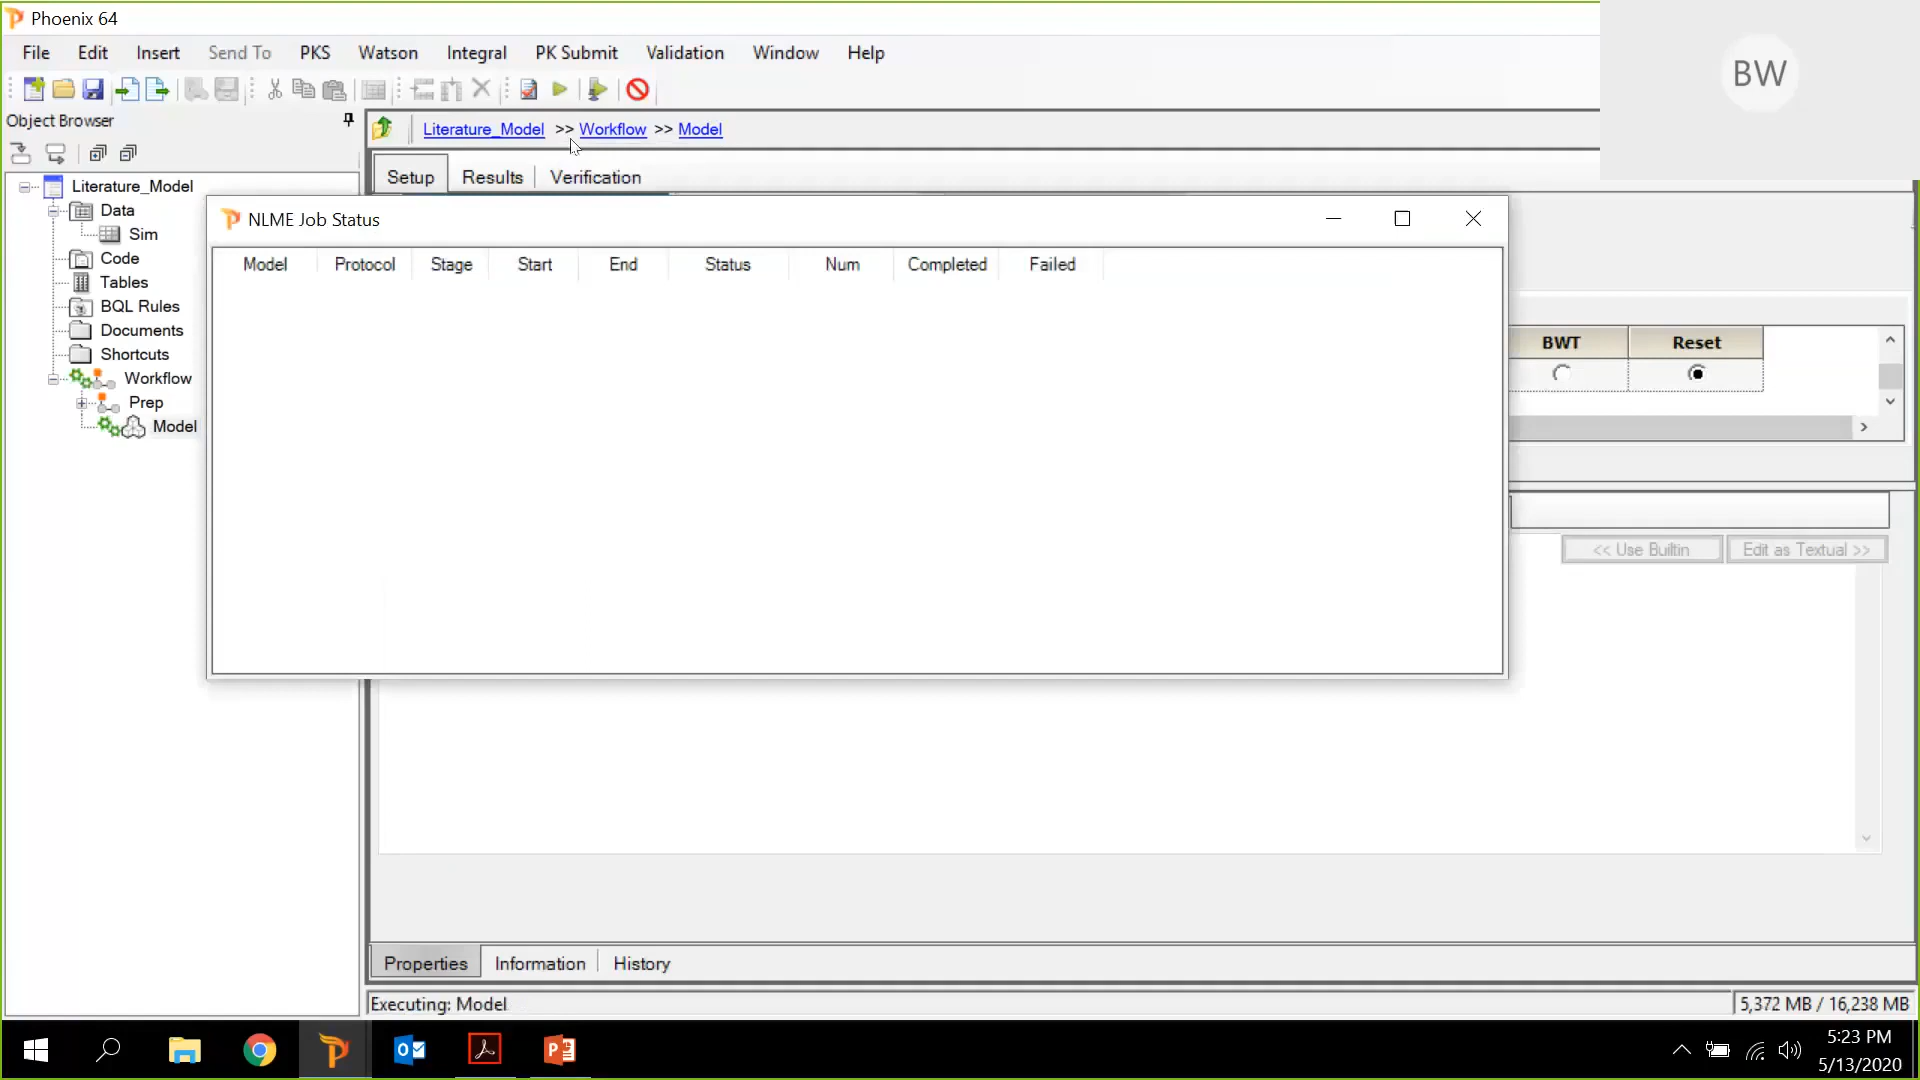 Phoenix 64
BW
File Edit Insert Send To PKS Watson Integral PK Submit Validation Window Help
Object Browser
Literature_Model >> Workflow >> Model
Setup Results Verification
Literature_Model
Data
Sim
Code
Tables
BQL Rules
Documents
Shortcuts
Workflow
Prep
Model
NLME Job Status
Model Protocol Stage Start End Status Num Completed Failed
BWT Reset
<< Use Builtin Edit as Textual >>
Properties Information History
Executing: Model 5,372 MB / 16,238 MB
5:23 PM
5/13/2020